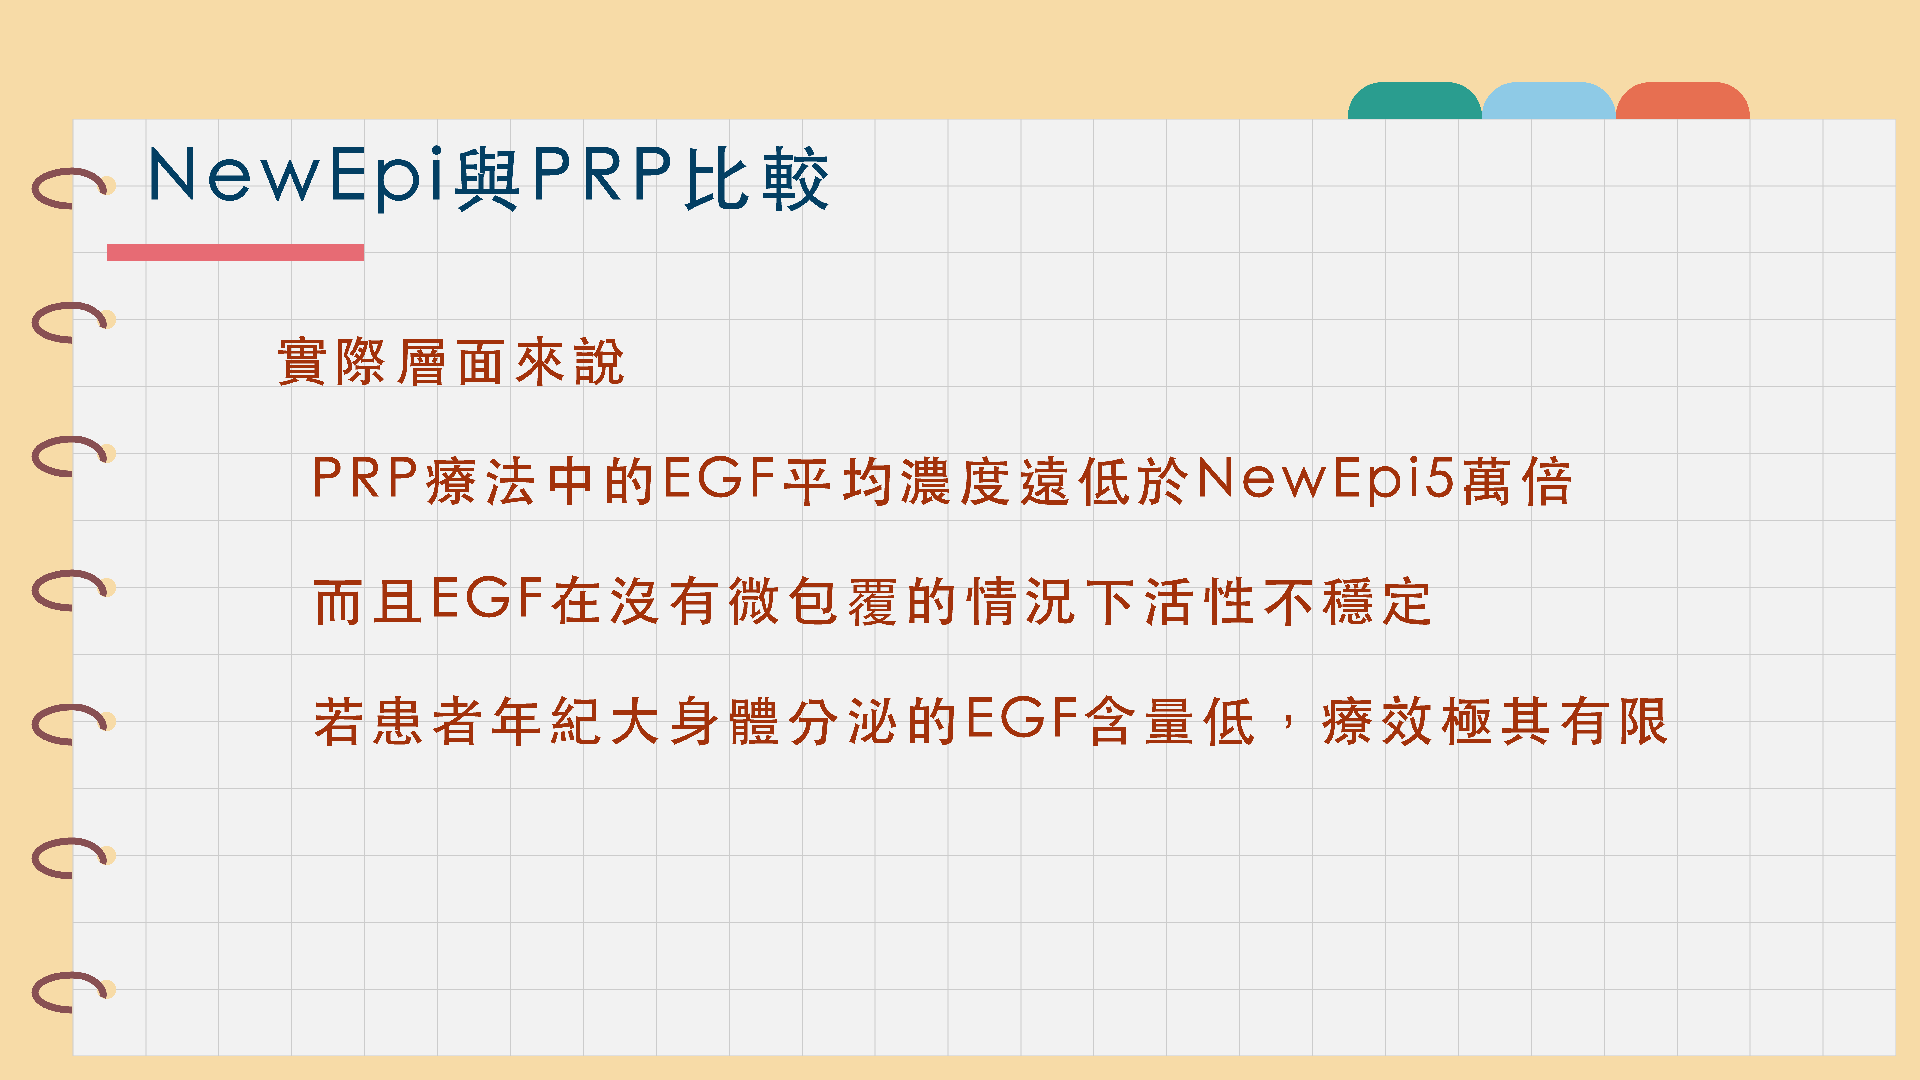 NewEpi與PRP比較
實際層面來說
PRP療法中的EGF平均濃度遠低於NewEpi5萬倍
而且EGF在沒有微包覆的情況下活性不穩定
若患者年紀大身體分泌的EGF含量低，療效極其有限